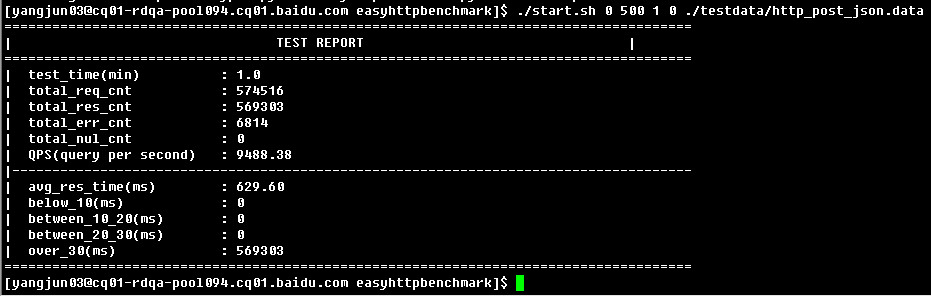 [yangjun03@cq01-rdqa-pool094.cq01.baidu.com easyhttpbenchmark]$ ./start.sh 0 500 1 0 ./testdata/http_post_json.data
=====================================================================================
| TEST REPORT |
=====================================================================================
| test_time(min) : 1.0
| total_req_cnt : 574516
| total_res_cnt : 569303
| total_err_cnt : 6814
| total_nul_cnt : 0
| QPS(query per second) : 9488.38
|------------------------------------------------------------------------------------
| avg_res_time(ms) : 629.60
| below_10(ms) : 0
| between_10_20(ms) : 0
| between_20_30(ms) : 0
| over_30(ms) : 569303
=====================================================================================
[yangjun03@cq01-rdqa-pool094.cq01.baidu.com easyhttpbenchmark]$